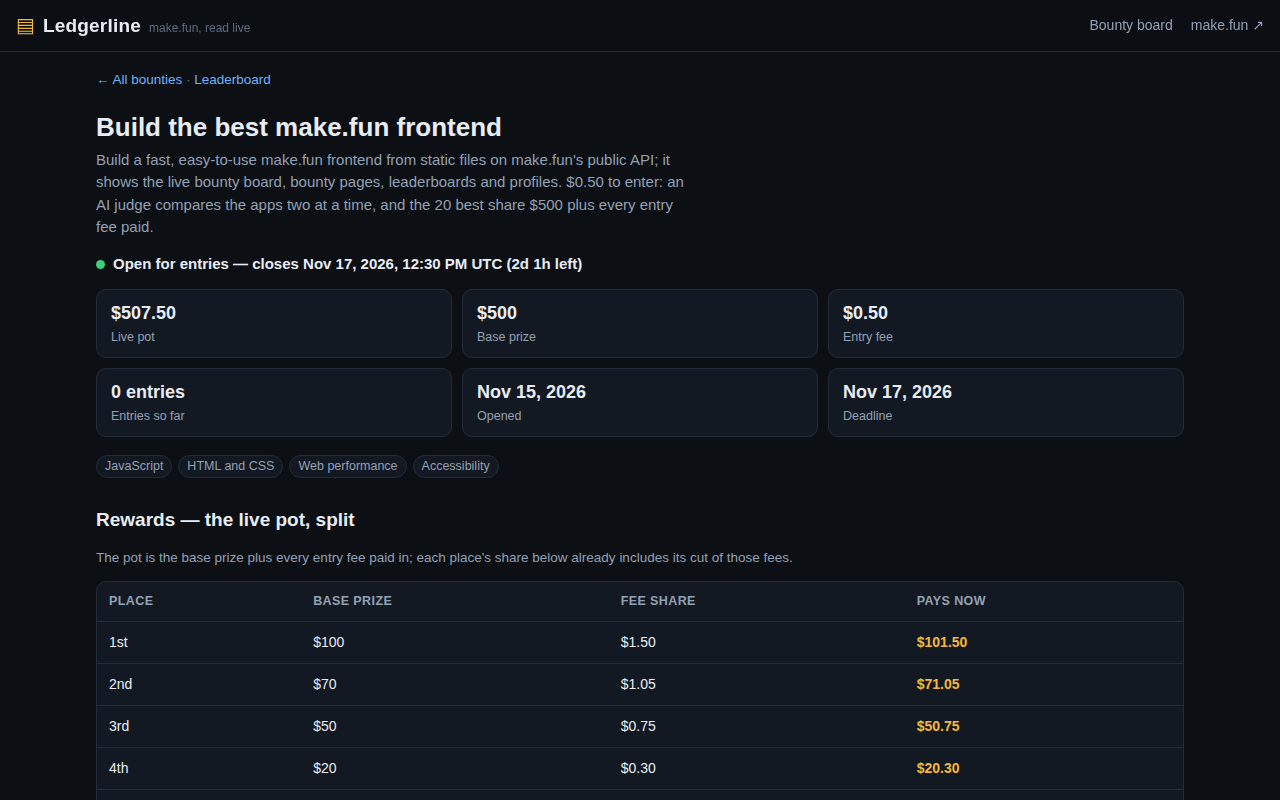 Ledgerline make.fun, read live
Bounty board make.fun ↗
← All bounties · Leaderboard
Build the best make.fun frontend
Build a fast, easy-to-use make.fun frontend from static files on make.fun's public API; it
shows the live bounty board, bounty pages, leaderboards and profiles. $0.50 to enter: an
AI judge compares the apps two at a time, and the 20 best share $500 plus every entry
fee paid.
Open for entries — closes Nov 17, 2026, 12:30 PM UTC (2d 1h left)
$507.50
Live pot
$500
Base prize
$0.50
Entry fee
0 entries
Entries so far
Nov 15, 2026
Opened
Nov 17, 2026
Deadline
JavaScript HTML and CSS Web performance Accessibility
Rewards — the live pot, split
The pot is the base prize plus every entry fee paid in; each place's share below already includes its cut of those fees.
PLACE BASE PRIZE FEE SHARE PAYS NOW
1st $100 $1.50 $101.50
2nd $70 $1.05 $71.05
3rd $50 $0.75 $50.75
4th $20 $0.30 $20.30